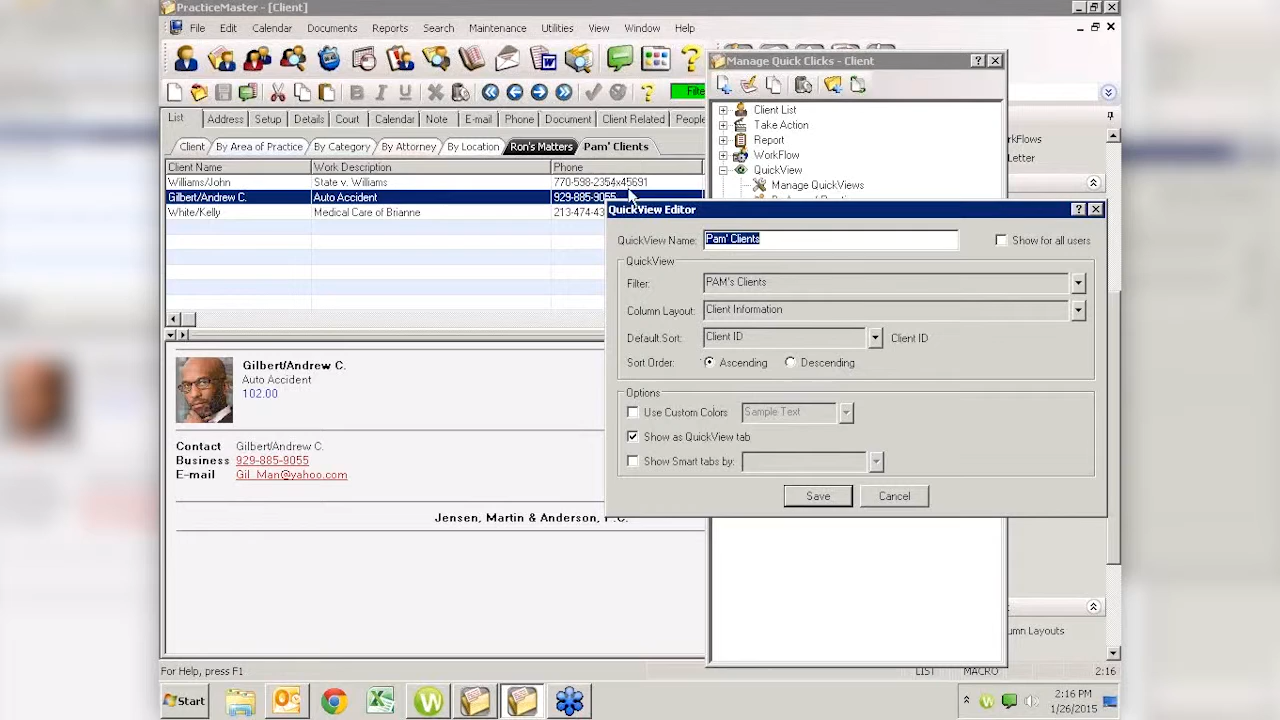 PracticeMaster - [Client]
File Edit Calendar Documents Reports Search Maintenance Utilities View Window Help
Manage Quick Clicks - Client
List Address Setup Details Court Calendar Note E-mail Phone Document Client Related
Client By Area of Practice By Category By Attorney By Location Ron's Matters Pam' Clients
Client Name Work Description Phone
Williams/John State v. Williams 770-598-2354x45691
Gilbert/Andrew C. Auto Accident 929-885-9055
White/Kelly Medical Care of Brianne
Client List
Take Action
Report
WorkFlow
QuickView
Manage QuickViews
WorkFlows
Letter
QuickView Editor
QuickView Name: Pam' Clients Show for all users
QuickView
Filter: PAM's Clients
Column Layout: Client Information
Default Sort: Client ID Client ID
Sort Order: Ascending Descending
Options
Use Custom Colors Sample Text
Show as QuickView tab
Show Smart tabs by:
Save Cancel
Gilbert/Andrew C.
Auto Accident
102.00
Contact Gilbert/Andrew C.
Business 929-885-9055
E-mail Gil_Man@yahoo.com
Jensen, Martin & Anderson, P.C.
umn Layouts
For Help, press F1 LIST MACRO 2:16
Start 2:16 PM
1/26/2015